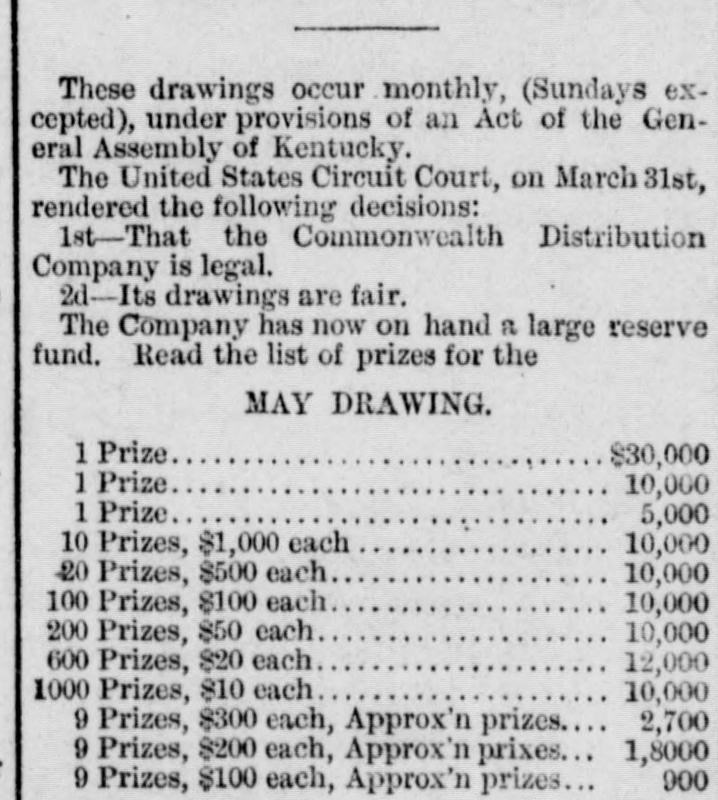 These drawings occur monthly, (Sundays ex-
cepted), under provisions of an Act of the Gen-
eral Assembly of Kentucky.
The United States Circuit Court, on March 31st,
rendered the following decisions:
1st—That the Commonwealth Distribution
Company is legal.
2d—Its drawings are fair.
The Company has now on hand a large reserve
fund. Read the list of prizes for the
MAY DRAWING.
1 Prize.......................................$30,000
1 Prize....................................... 10,000
1 Prize....................................... 5,000
10 Prizes, $1,000 each ...................... 10,000
20 Prizes, $500 each......................... 10,000
100 Prizes, $100 each........................ 10,000
200 Prizes, $50 each......................... 10,000
600 Prizes, $20 each......................... 12,000
1000 Prizes, $10 each........................ 10,000
9 Prizes, $300 each, Approx'n prizes.... 2,700
9 Prizes, $200 each, Approx'n prixes... 1,8000
9 Prizes, $100 each, Approx'n prizes... 900